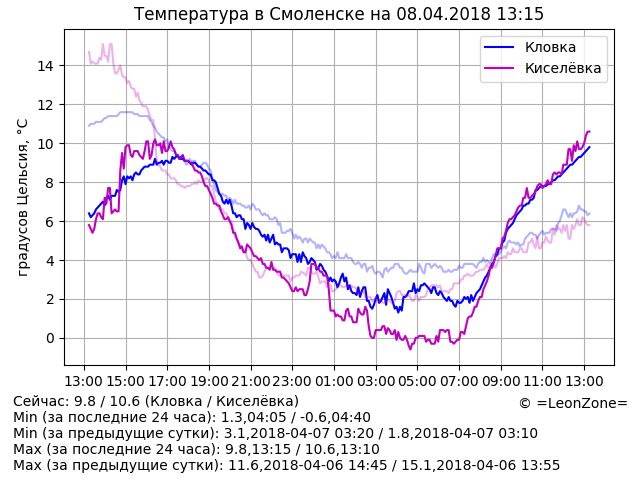 Температура в Смоленске на 08.04.2018 13:15
Кловка
Киселёвка
градусов Цельсия, °C
14
12
10
8
6
4
2
0
13:00 15:00 17:00 19:00 21:00 23:00 01:00 03:00 05:00 07:00 09:00 11:00 13:00
Сейчас: 9.8 / 10.6 (Кловка / Киселёвка)
© =LeonZone=
Min (за последние 24 часа): 1.3,04:05 / -0.6,04:40
Min (за предыдущие сутки): 3.1,2018-04-07 03:20 / 1.8,2018-04-07 03:10
Max (за последние 24 часа): 9.8,13:15 / 10.6,13:10
Max (за предыдущие сутки): 11.6,2018-04-06 14:45 / 15.1,2018-04-06 13:55